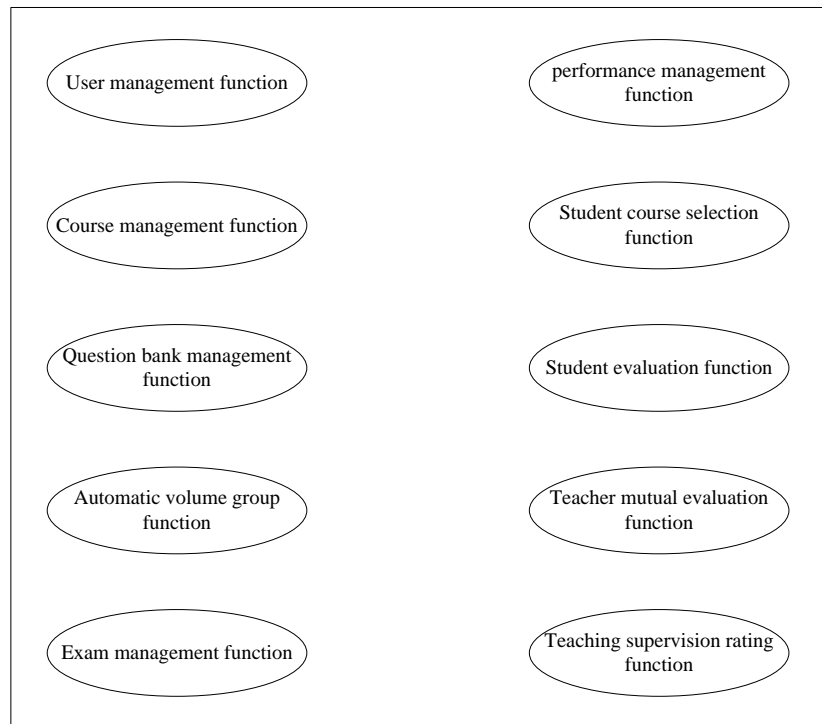 User management function
performance management
function
Course management function
Student course selection
function
Question bank management
function
Student evaluation function
Automatic volume group
function
Teacher mutual evaluation
function
Exam management function
Teaching supervision rating
function